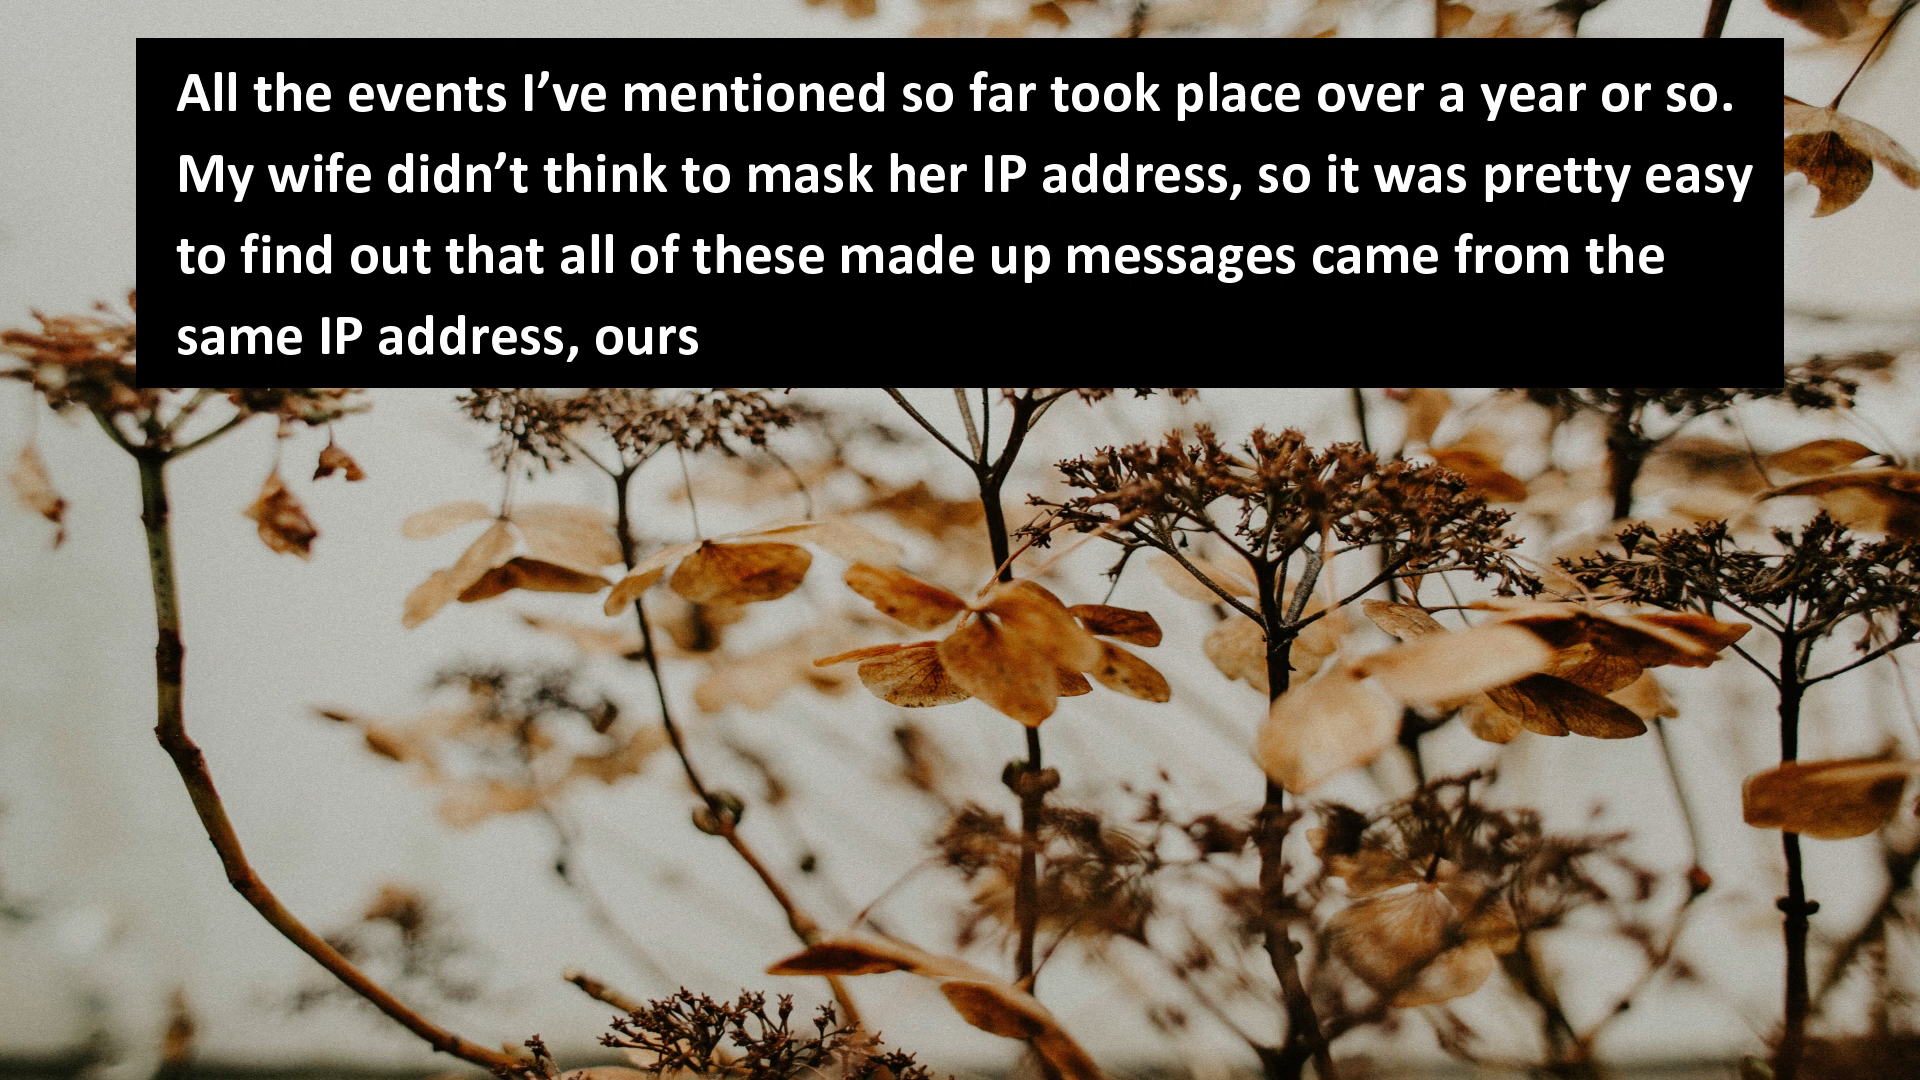 All the events I’ve mentioned so far took place over a year or so.
My wife didn’t think to mask her IP address, so it was pretty easy
to find out that all of these made up messages came from the
same IP address, ours